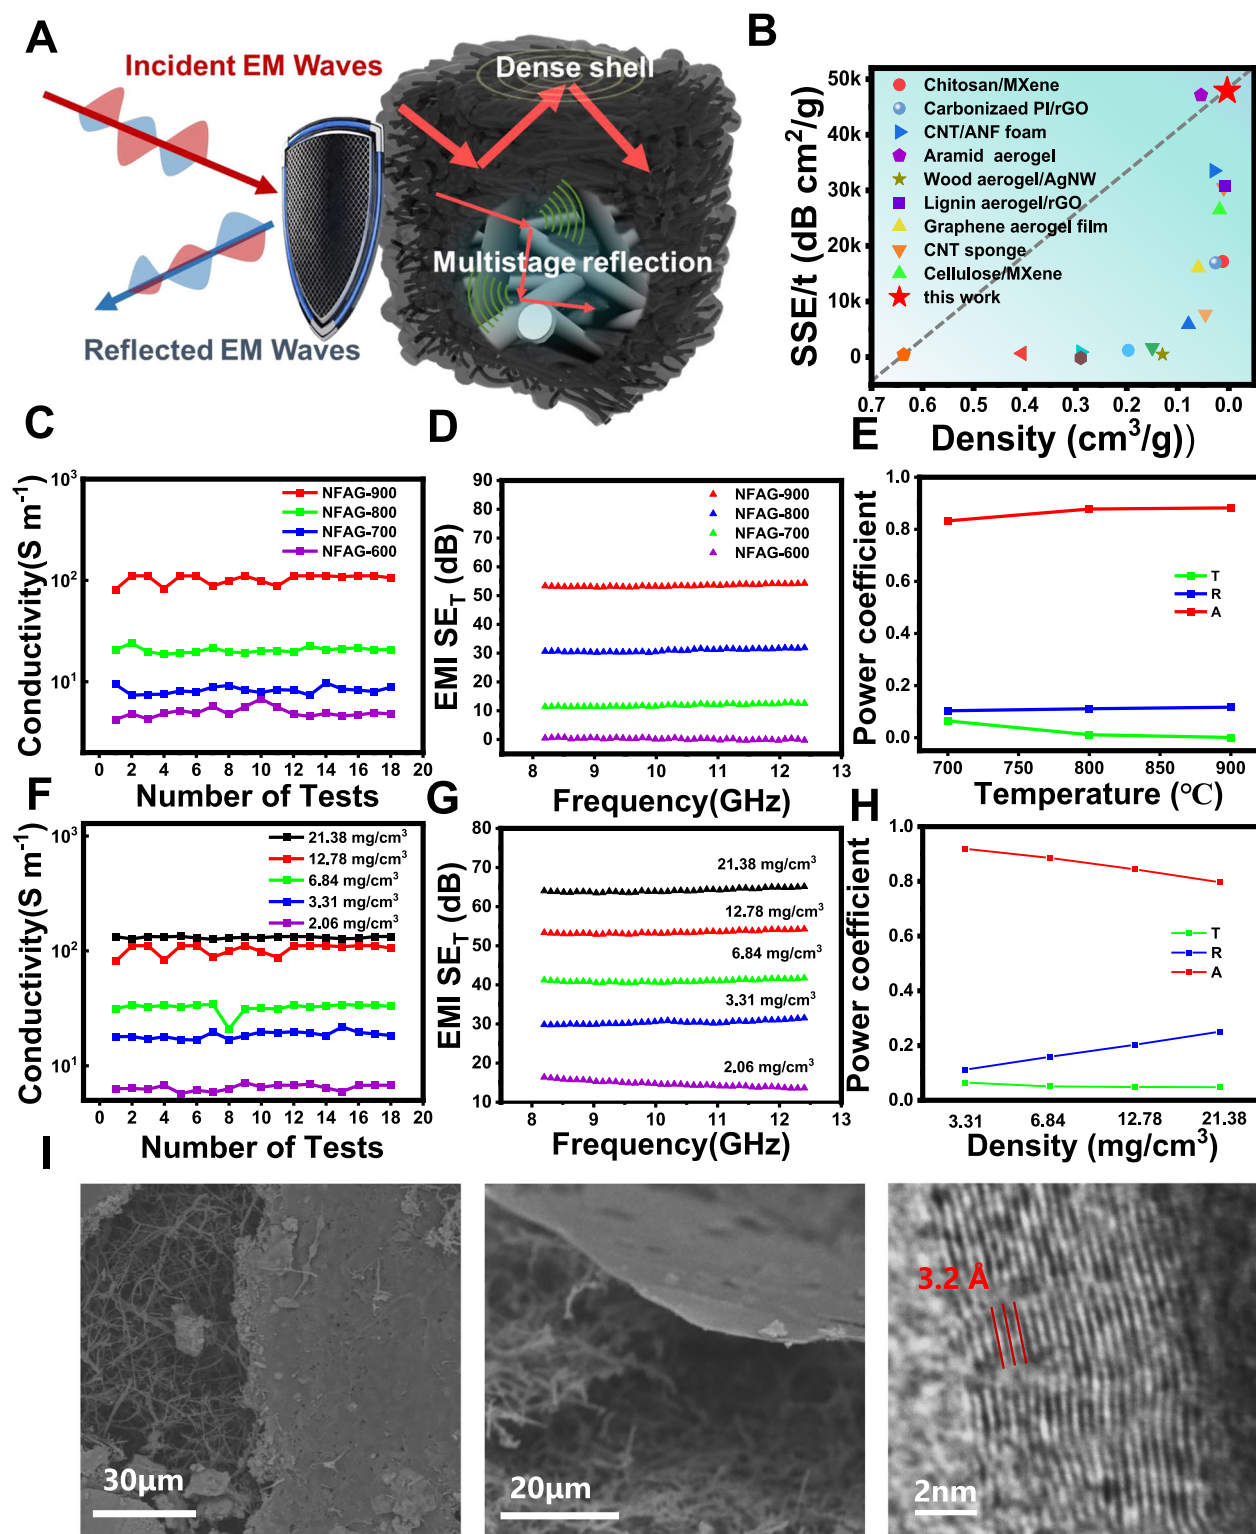 A
Incident EM Waves
Dense shell
Multistage reflection
Reflected EM Waves
B
SSE/t (dB cm²/g)
50k
40k
30k
20k
10k
0
Chitosan/MXene
Carbonizaed PI/rGO
CNT/ANF foam
Aramid aerogel
Wood aerogel/AgNW
Lignin aerogel/rGO
Graphene aerogel film
CNT sponge
Cellulose/MXene
this work
0.7 0.6 0.5 0.4 0.3 0.2 0.1 0.0
Density (cm³/g))
C
Conductivity(S m⁻¹)
10³
10²
10¹
NFAG-900
NFAG-800
NFAG-700
NFAG-600
0 2 4 6 8 10 12 14 16 18 20
Number of Tests
D
EMI SE_T (dB)
90
80
70
60
50
40
30
20
10
0
NFAG-900
NFAG-800
NFAG-700
NFAG-600
8 9 10 11 12 13
Frequency(GHz)
E
Power coefficient
1.0
0.8
0.6
0.4
0.2
0.0
T
R
A
700 750 800 850 900
Temperature (℃)
F
Conductivity(S m⁻¹)
10³
10²
10¹
21.38 mg/cm³
12.78 mg/cm³
6.84 mg/cm³
3.31 mg/cm³
2.06 mg/cm³
0 2 4 6 8 10 12 14 16 18 20
Number of Tests
G
EMI SE_T (dB)
80
70
60
50
40
30
20
10
21.38 mg/cm³
12.78 mg/cm³
6.84 mg/cm³
3.31 mg/cm³
2.06 mg/cm³
8 9 10 11 12 13
Frequency(GHz)
H
Power coefficient
1.0
0.8
0.6
0.4
0.2
0.0
T
R
A
3.31 6.84 12.78 21.38
Density (mg/cm³)
I
30μm
20μm
3.2 Å
2nm